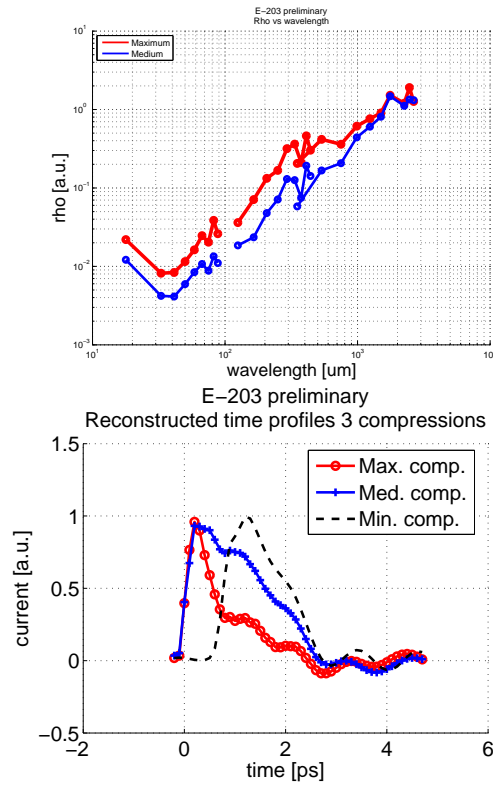 E−203 preliminary
Rho vs wavelength
10^1
Maximum
Medium
10^0
rho [a.u.]
10^−1
10^−2
10^−3
10^1 10^2 10^3 10^4
wavelength [um]
E−203 preliminary
Reconstructed time profiles 3 compressions
1.5
Max. comp.
Med. comp.
Min. comp.
1
current [a.u.]
0.5
0
−0.5
−2 0 2 4 6
time [ps]